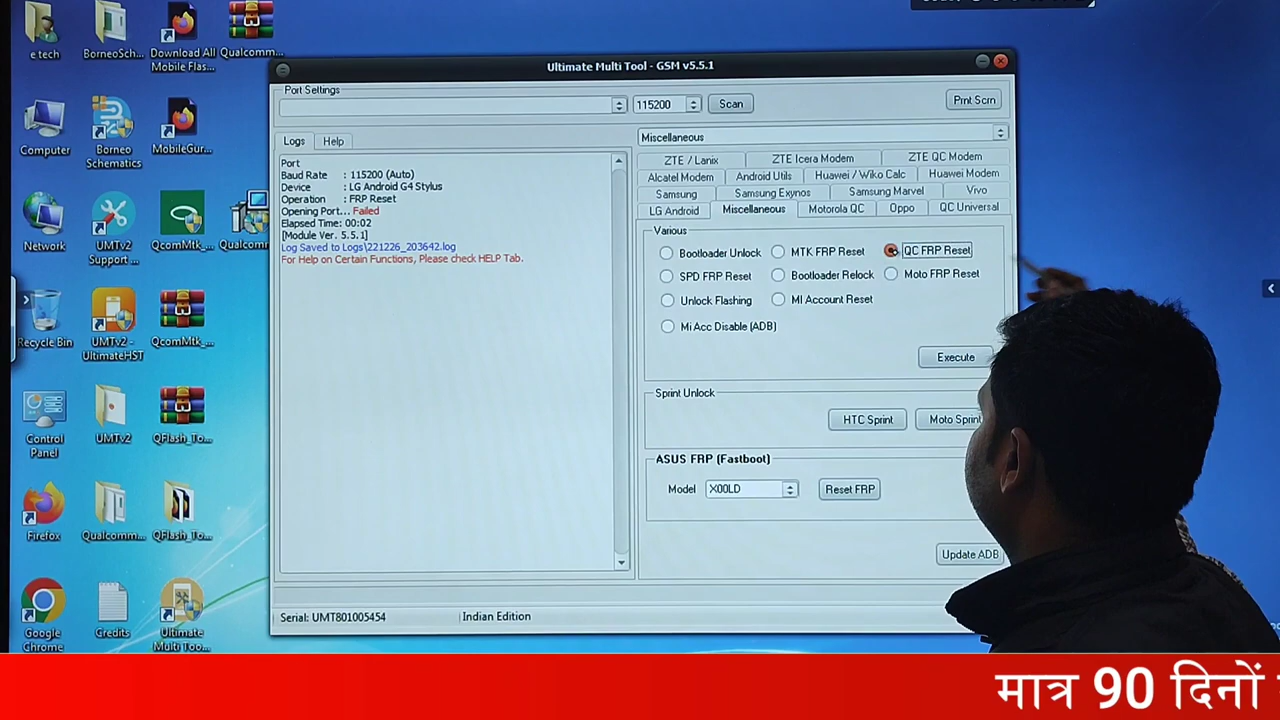 e tech
BorneoSch...
Download All
Mobile Flas...
Qualcomm...
Computer
Borneo
Schematics
MobileGur...
Network
UMTv2
Support ...
QcomMtk_...
Qualcomm
Recycle Bin
UMTv2 -
UltimateHST
QcomMtk_...
Control
Panel
UMTv2
QFlash_To...
Firefox
Qualcomm...
QFlash_To...
Google
Chrome
Credits
Ultimate
Multi Too...
Ultimate Multi Tool - GSM v5.5.1
Port Settings
115200
Scan
Prnt Scrn
Logs
Help
Port
Baud Rate : 115200 (Auto)
Device : LG Android G4 Stylus
Operation : FRP Reset
Opening Port... Failed
Elapsed Time: 00:02
[Module Ver. 5.5.1]
Log Saved to Logs\221226_203642.log
For Help on Certain Functions, Please check HELP Tab.
Miscellaneous
ZTE / Lanix
ZTE Icera Modem
ZTE QC Modem
Alcatel Modem
Android Utils
Huawei / Wiko Calc
Huawei Modem
Samsung
Samsung Exynos
Samsung Marvel
Vivo
LG Android
Miscellaneous
Motorola QC
Oppo
QC Universal
Various
Bootloader Unlock
MTK FRP Reset
QC FRP Reset
SPD FRP Reset
Bootloader Relock
Moto FRP Reset
Unlock Flashing
MI Account Reset
Mi Acc Disable (ADB)
Execute
Sprint Unlock
HTC Sprint
Moto Sprint
ASUS FRP (Fastboot)
Model
X00LD
Reset FRP
Update ADB
Serial: UMT801005454
Indian Edition
मात्र 90 दिनों